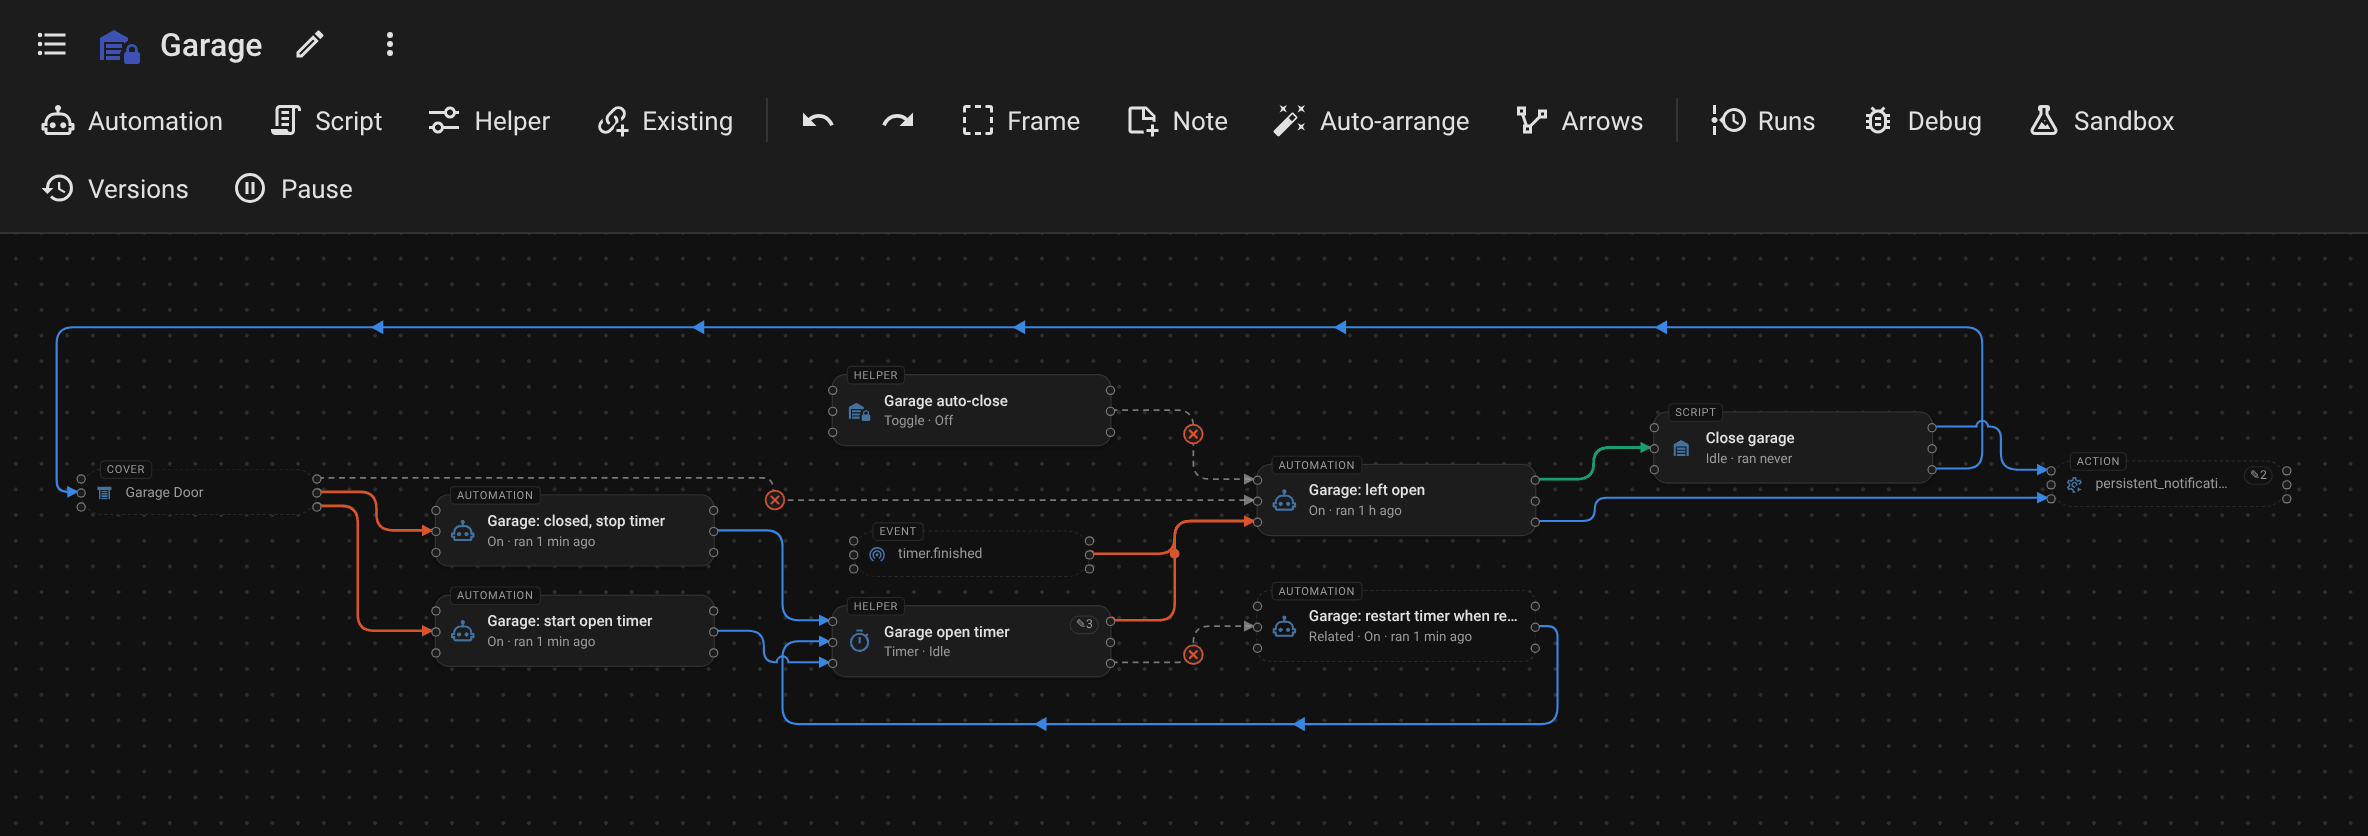 Garage
Automation Script Helper Existing Frame Note Auto-arrange Arrows Runs Debug Sandbox
Versions Pause
HELPER
Garage auto-close
Toggle · Off
COVER
Garage Door
AUTOMATION
Garage: closed, stop timer
On · ran 1 min ago
AUTOMATION
Garage: start open timer
On · ran 1 min ago
EVENT
timer.finished
HELPER
Garage open timer
Timer · Idle
3
AUTOMATION
Garage: left open
On · ran 1 h ago
AUTOMATION
Garage: restart timer when re...
Related · On · ran 1 min ago
SCRIPT
Close garage
Idle · ran never
ACTION
persistent_notificati...
2